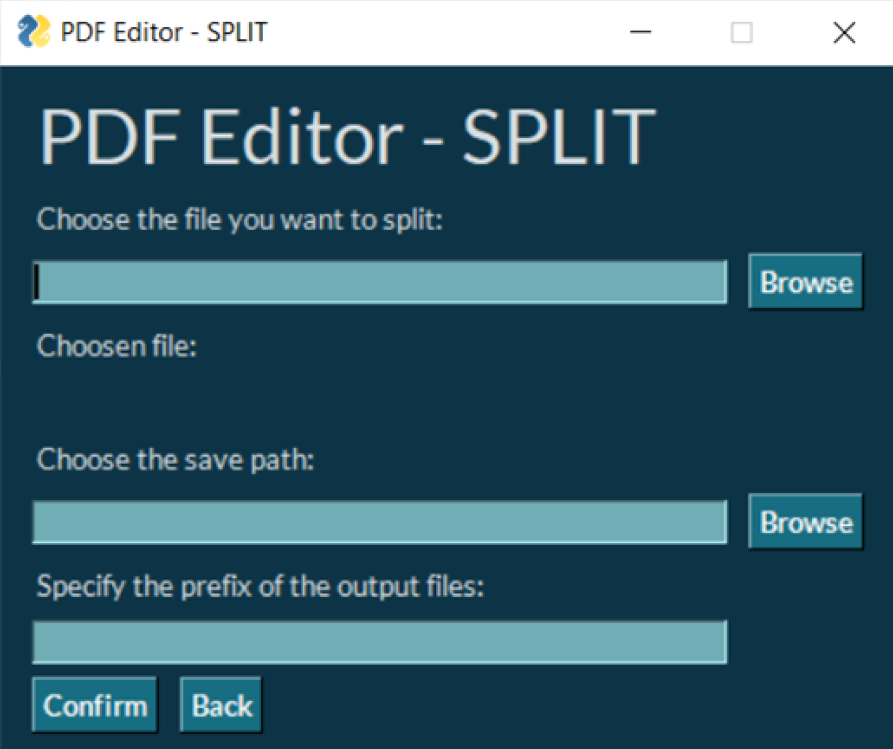 PDF Editor - SPLIT
PDF Editor - SPLIT
Choose the file you want to split:
Browse
Choosen file:
Choose the save path:
Browse
Specify the prefix of the output files:
Confirm Back